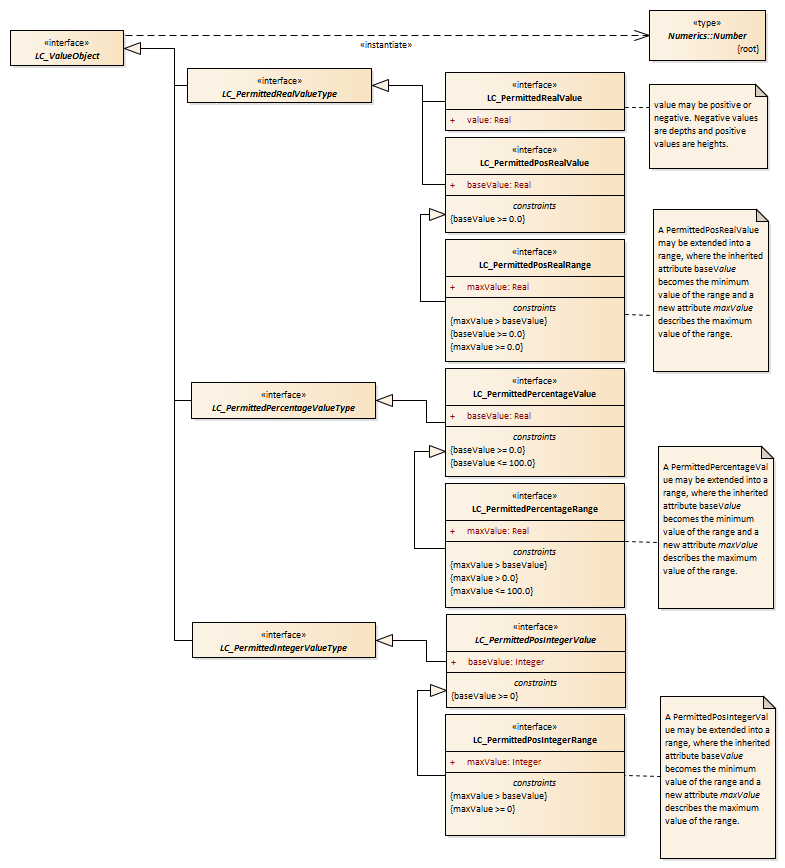 «interface»
LC_ValueObject
«instantiate»
«type»
Numerics::Number
{root}
«interface»
LC_PermittedRealValueType
«interface»
LC_PermittedRealValue
+ value: Real
value may be positive or
negative. Negative values
are depths and positive
values are heights.
«interface»
LC_PermittedPosRealValue
+ baseValue: Real
constraints
{baseValue >= 0.0}
«interface»
LC_PermittedPosRealRange
+ maxValue: Real
constraints
{maxValue > baseValue}
{baseValue >= 0.0}
{maxValue >= 0.0}
A PermittedPosRealValue
may be extended into a
range, where the inherited
attribute baseValue
becomes the minimum
value of the range and a
new attribute maxValue
describes the maximum
value of the range.
«interface»
LC_PermittedPercentageValueType
«interface»
LC_PermittedPercentageValue
+ baseValue: Real
constraints
{baseValue >= 0.0}
{baseValue <= 100.0}
«interface»
LC_PermittedPercentageRange
+ maxValue: Real
constraints
{maxValue > baseValue}
{maxValue > 0.0}
{maxValue <= 100.0}
A PermittedPercentageVal
ue may be extended into a
range, where the inherited
attribute baseValue
becomes the minimum
value of the range and a
new attribute maxValue
describes the maximum
value of the range.
«interface»
LC_PermittedIntegerValueType
«interface»
LC_PermittedPosIntegerValue
+ baseValue: Integer
constraints
{baseValue >= 0}
«interface»
LC_PermittedPosIntegerRange
+ maxValue: Integer
constraints
{maxValue > baseValue}
{maxValue >= 0}
A PermittedPosIntegerVal
ue may be extended into a
range, where the inherited
attribute baseValue
becomes the minimum
value of the range and a
new attribute maxValue
describes the maximum
value of the range.